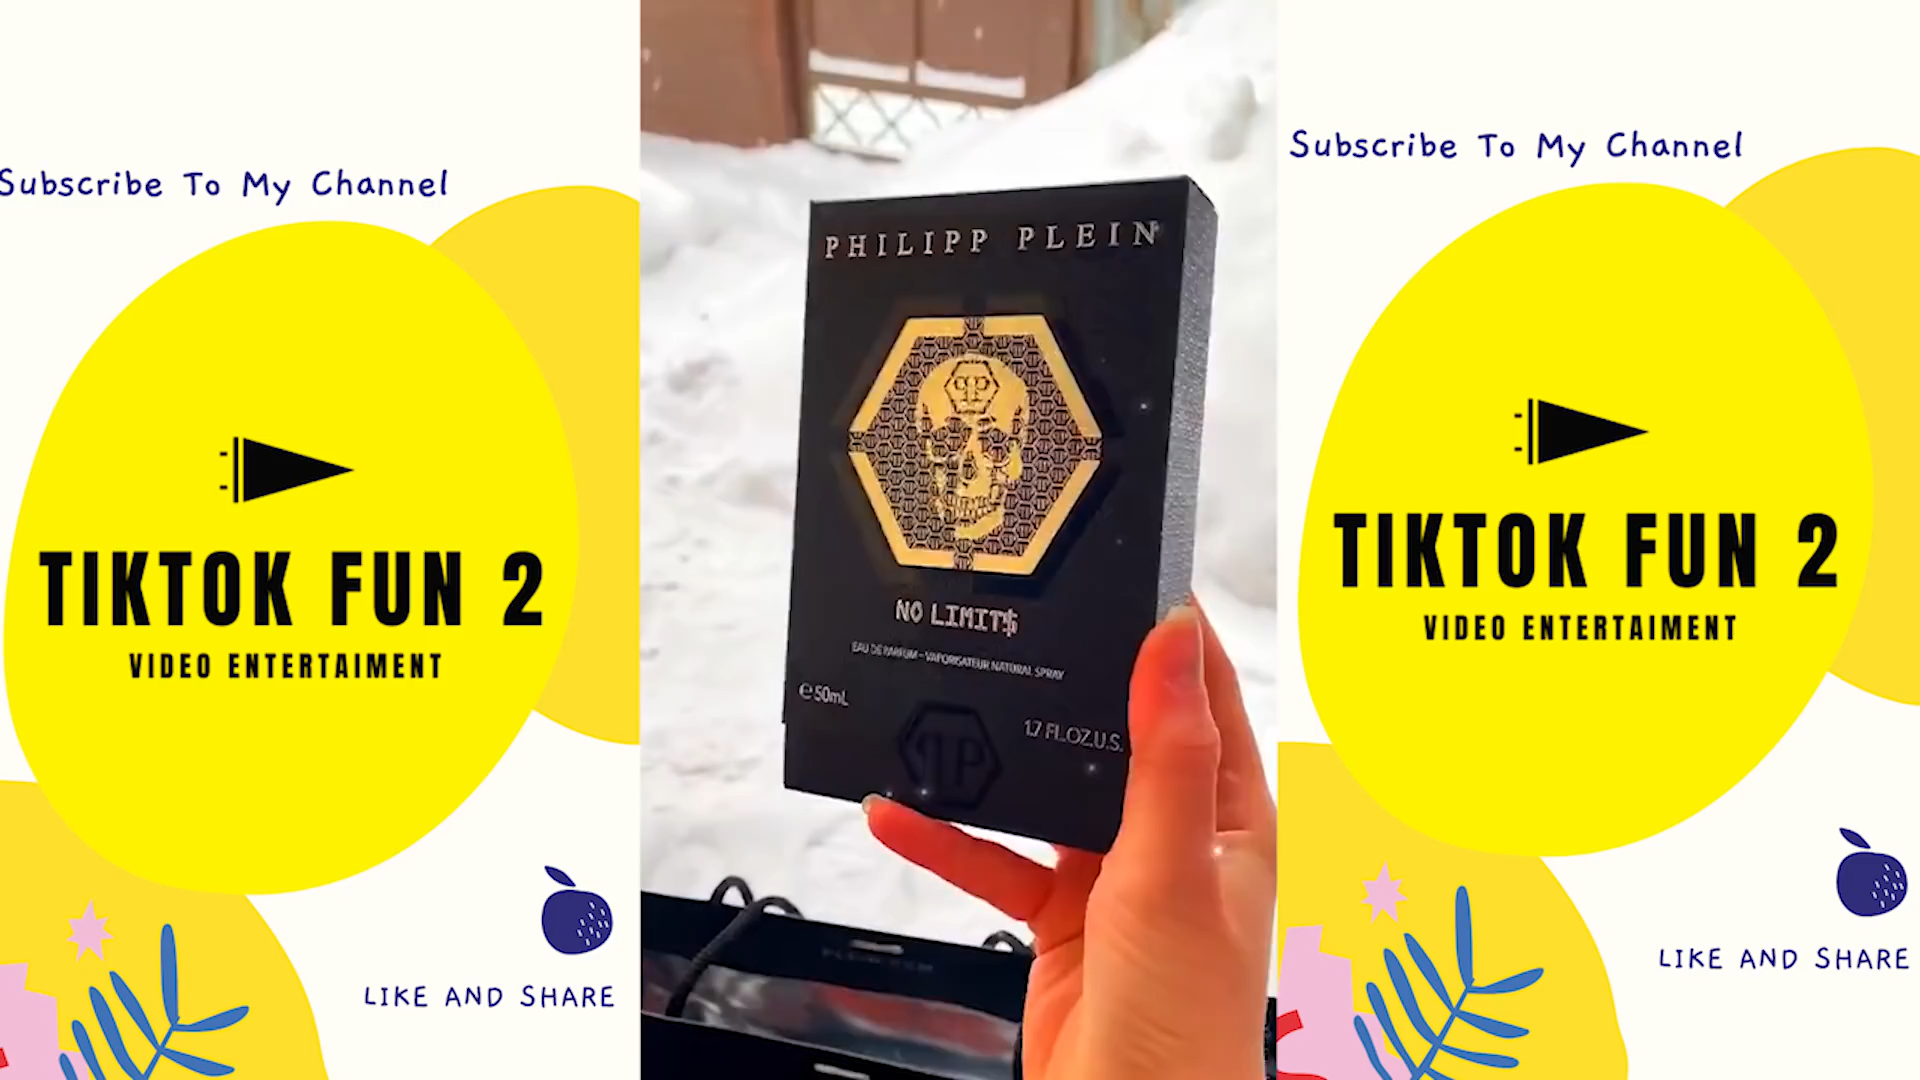 Subscribe To My Channel
TIKTOK FUN 2
VIDEO ENTERTAIMENT
LIKE AND SHARE
PHILIPP PLEIN
NO LIMIT$
EAU DE PARFUM - VAPORISATEUR NATURAL SPRAY
e 50mL
1.7 FL.OZ.U.S.
Subscribe To My Channel
TIKTOK FUN 2
VIDEO ENTERTAIMENT
LIKE AND SHARE